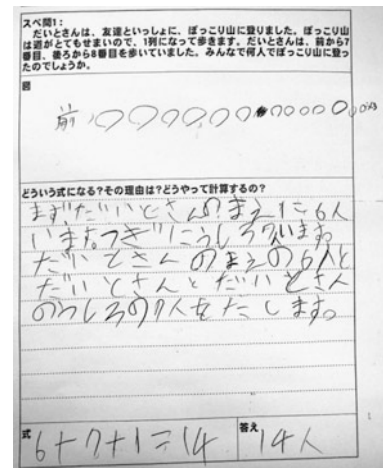 スペ問1：
だいとさんは、友達といっしょに、ぽっこり山に登りました。ぽっこり山
は道がとてもせまいので、1列になって歩きます。だいとさんは、前から7
番目、後ろから8番目を歩いていました。みんなで何人でぽっこり山に登っ
たのでしょうか。
図
前
どういう式になる？その理由は？どうやって計算するの？
まず、だいとさんのまえに6人
います。つぎにうしろ7人います。
だいとさんのまえの6人と
だいとさんとだいとさん
のうしろの7人をたします。
式
6+7+1=14
答え
14人